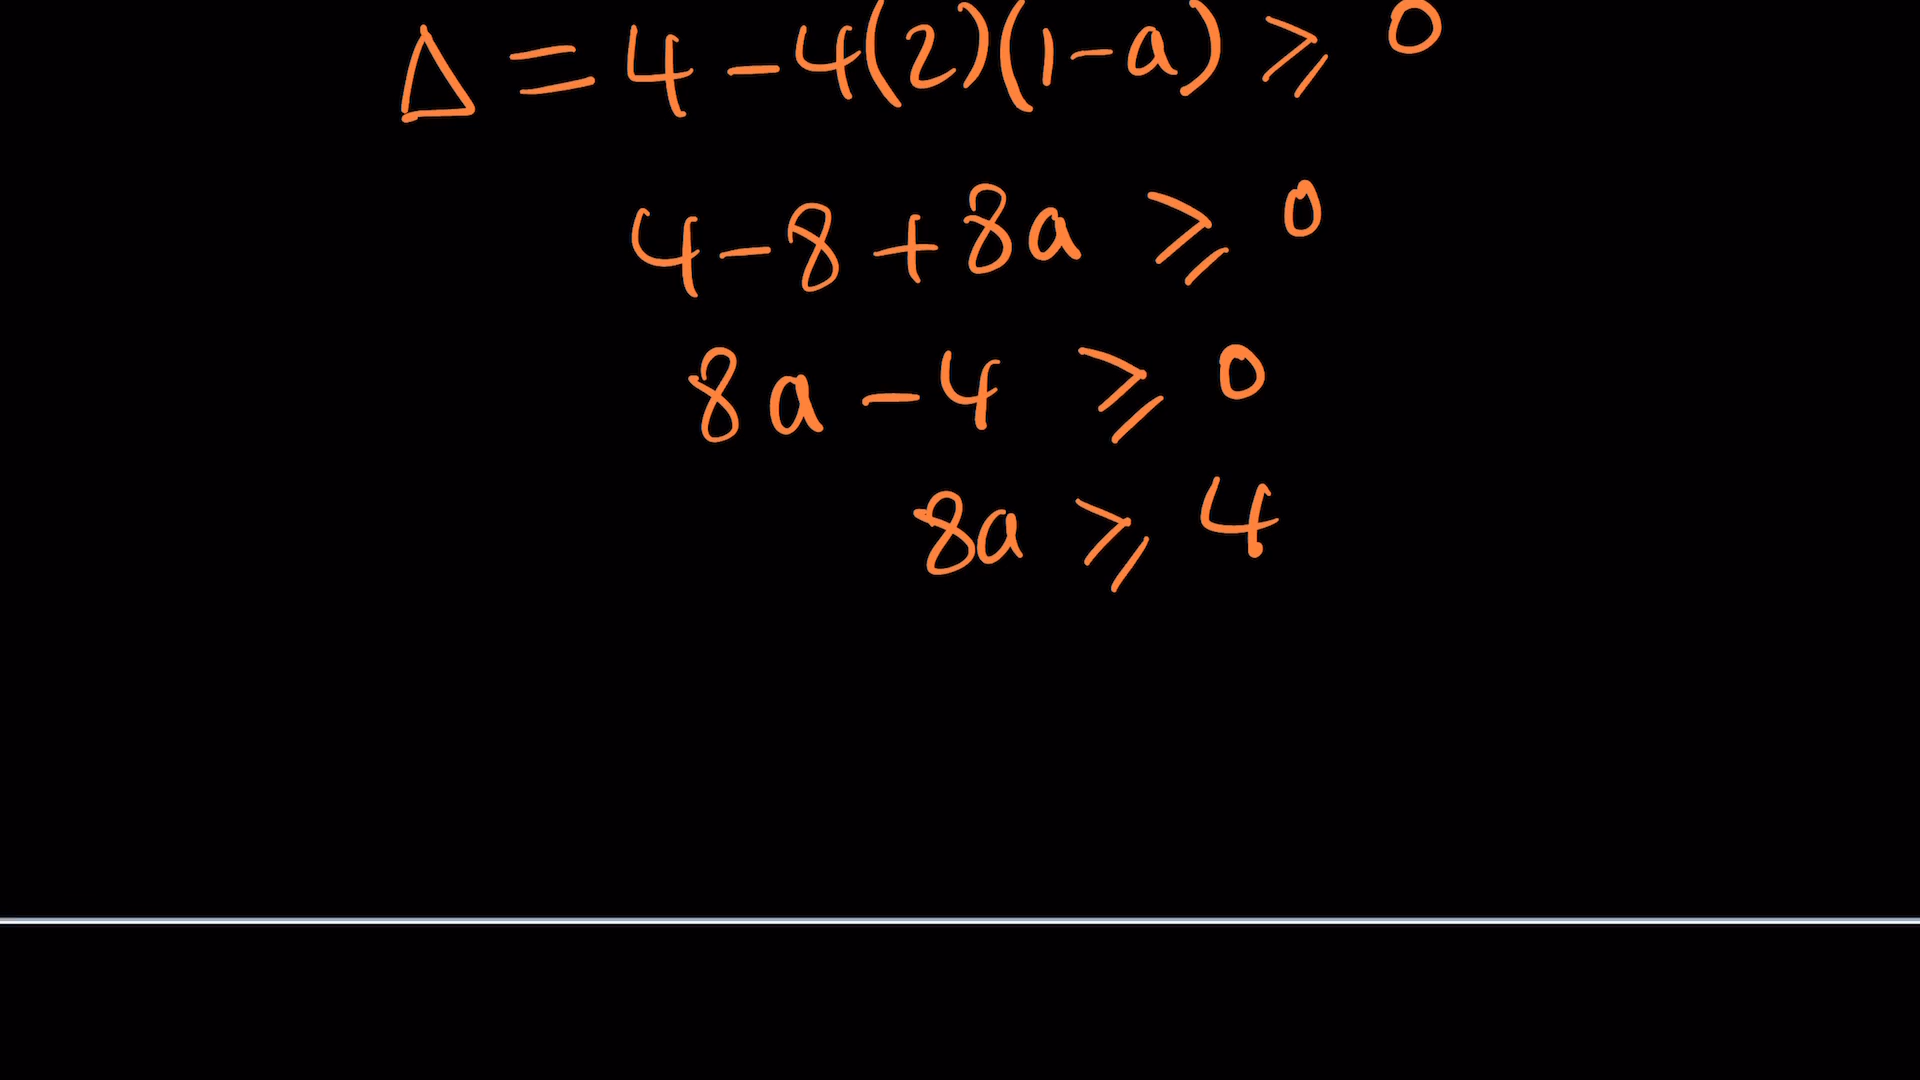 Δ = 4 - 4(2)(1-a) ⩾ 0
4 - 8 + 8a ⩾ 0
8a - 4 ⩾ 0
8a ⩾ 4